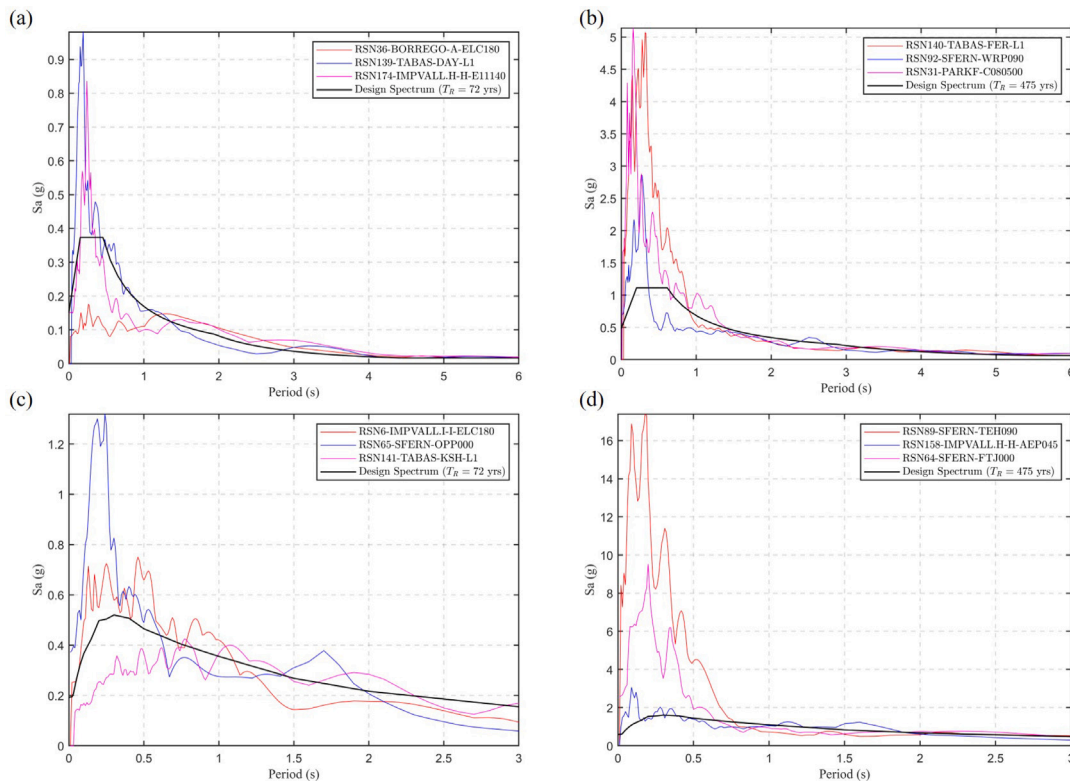 (a)
RSN36-BORREGO-A-ELC180
RSN139-TABAS-DAY-L1
RSN174-IMPVALL.H-H-E11140
Design Spectrum (T_R = 72 yrs)
0.9
0.8
0.7
0.6
0.5
0.4
0.3
0.2
0.1
0
Sa (g)
0 1 2 3 4 5 6
Period (s)
(b)
RSN140-TABAS-FER-L1
RSN92-SFERN-WRP090
RSN31-PARKF-C080500
Design Spectrum (T_R = 475 yrs)
5
4.5
4
3.5
3
2.5
2
1.5
1
0.5
0
Sa (g)
0 1 2 3 4 5 6
Period (s)
(c)
RSN6-IMPVALL.I-I-ELC180
RSN65-SFERN-OPP000
RSN141-TABAS-KSH-L1
Design Spectrum (T_R = 72 yrs)
1.2
1
0.8
0.6
0.4
0.2
0
Sa (g)
0 0.5 1 1.5 2 2.5 3
Period (s)
(d)
RSN89-SFERN-TEH090
RSN158-IMPVALL.H-H-AEP045
RSN64-SFERN-FTJ000
Design Spectrum (T_R = 475 yrs)
16
14
12
10
8
6
4
2
0
Sa (g)
0 0.5 1 1.5 2 2.5 3
Period (s)